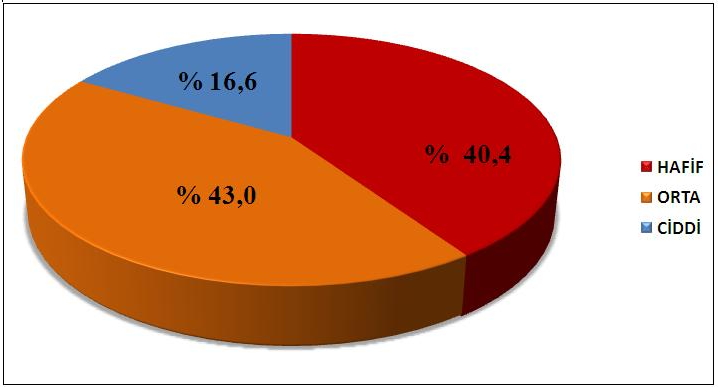 % 16,6
% 40,4
% 43,0
HAFİF
ORTA
CİDDİ